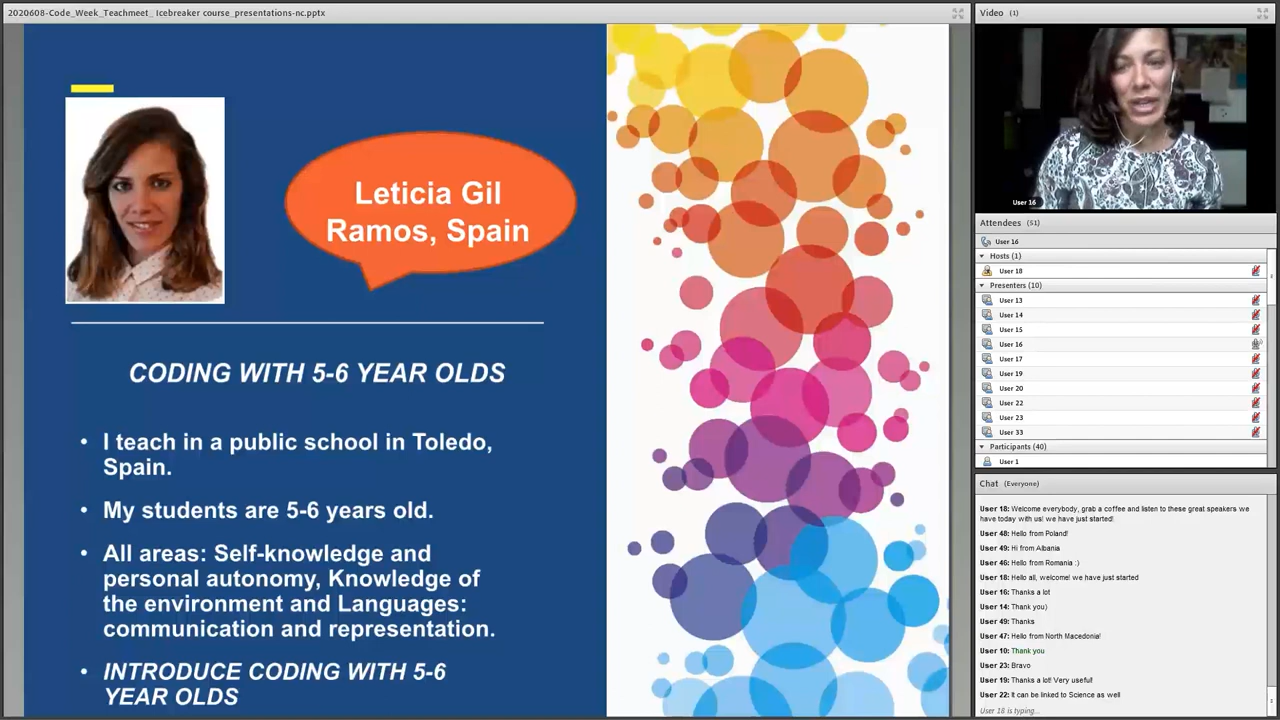 2020608-Code_Week_Teachmeet_ Icebreaker course_presentations-nc.pptx
Leticia Gil
Ramos, Spain
CODING WITH 5-6 YEAR OLDS
• I teach in a public school in Toledo,
Spain.
• My students are 5-6 years old.
• All areas: Self-knowledge and
personal autonomy, Knowledge of
the environment and Languages:
communication and representation.
• INTRODUCE CODING WITH 5-6
YEAR OLDS
Video (1)
User 16
Attendees (51)
User 16
Hosts (1)
User 18
Presenters (10)
User 13
User 14
User 15
User 16
User 17
User 19
User 20
User 22
User 23
User 33
Participants (40)
User 1
Chat (Everyone)
User 18: Welcome everybody, grab a coffee and listen to these great speakers we
have today with us! we have just started!
User 48: Hello from Poland!
User 49: Hi from Albania
User 46: Hello from Romania :)
User 18: Hello all, welcome! we have just started
User 16: Thanks a lot
User 14: Thank you)
User 49: Thanks
User 47: Hello from North Macedonia!
User 10: Thank you
User 23: Bravo
User 19: Thanks a lot! Very useful!
User 22: It can be linked to Science as well
User 18 is typing...